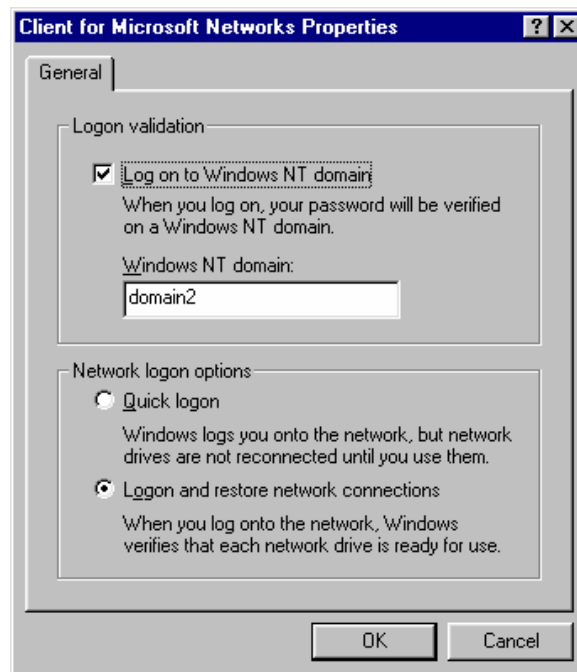 Client for Microsoft Networks Properties
General
Logon validation
Log on to Windows NT domain
When you log on, your password will be verified
on a Windows NT domain.
Windows NT domain:
domain2
Network logon options
Quick logon
Windows logs you onto the network, but network
drives are not reconnected until you use them.
Logon and restore network connections
When you log onto the network, Windows
verifies that each network drive is ready for use.
OK Cancel